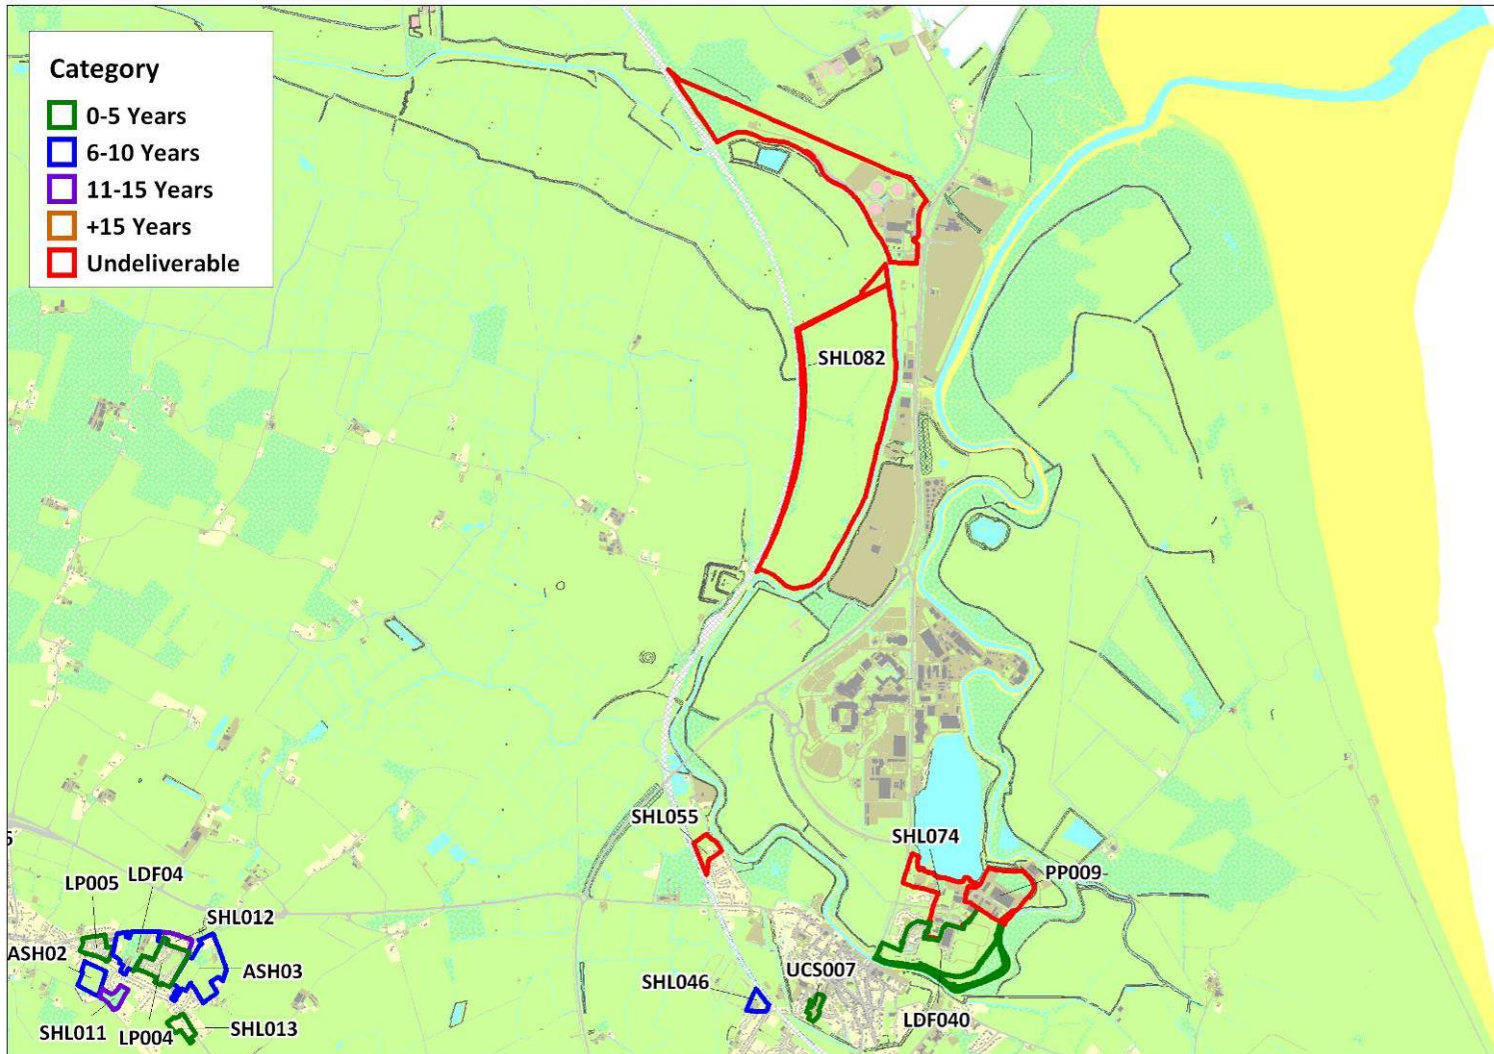 Category
0-5 Years
6-10 Years
11-15 Years
+15 Years
Undeliverable
SHL082
SHL055
SHL074
PP009
LP005
LDF04
SHL012
ASH02
ASH03
SHL046
UCS007
SHL011
LP004
SHL013
LDF040